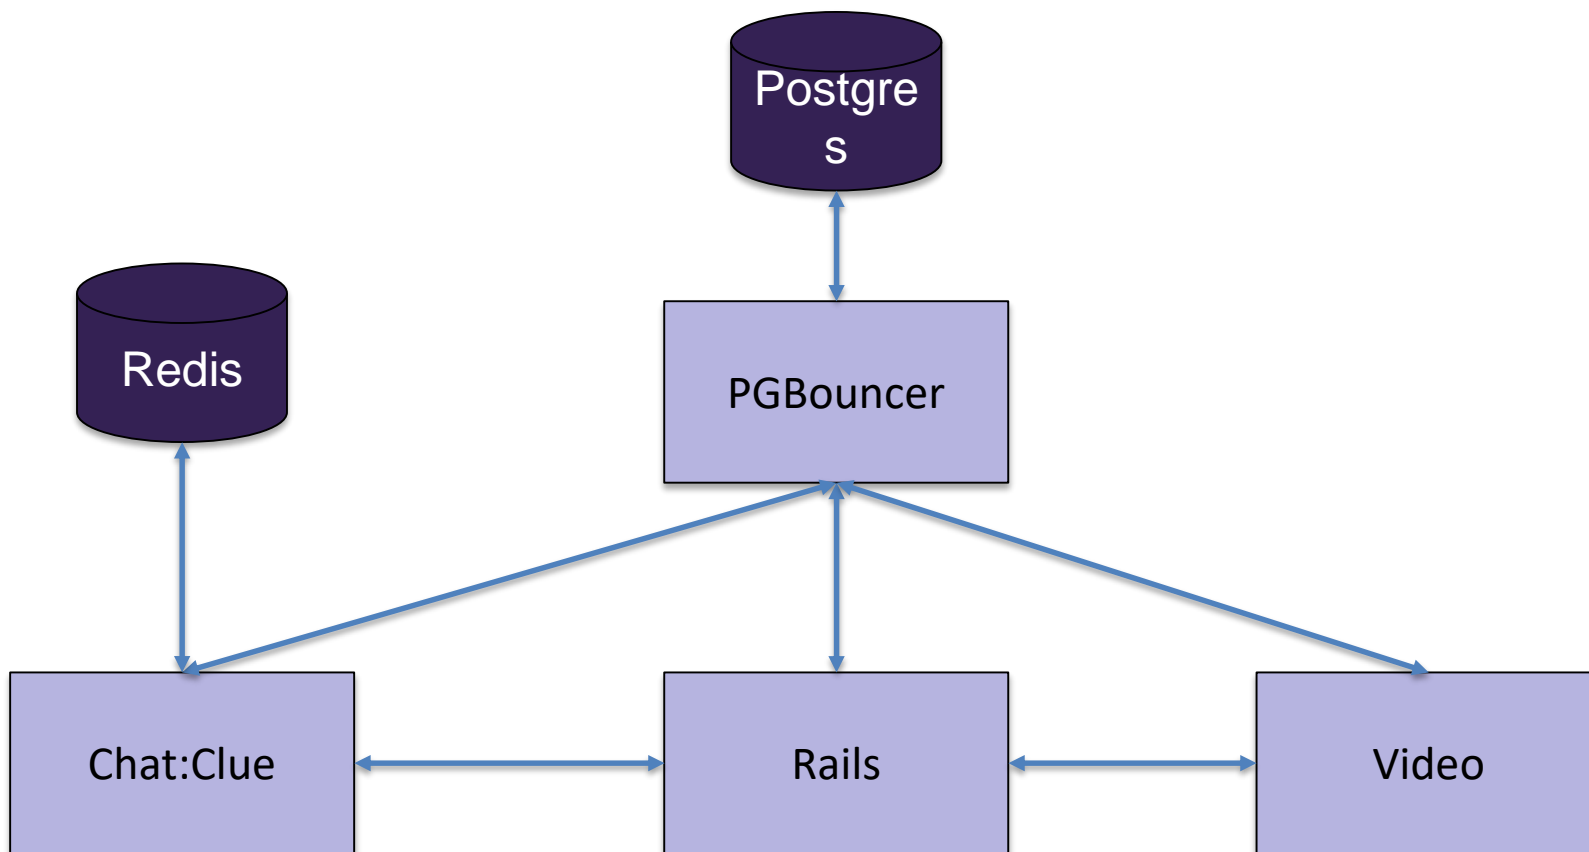 Postgre
s
Redis
PGBouncer
Chat:Clue
Rails
Video